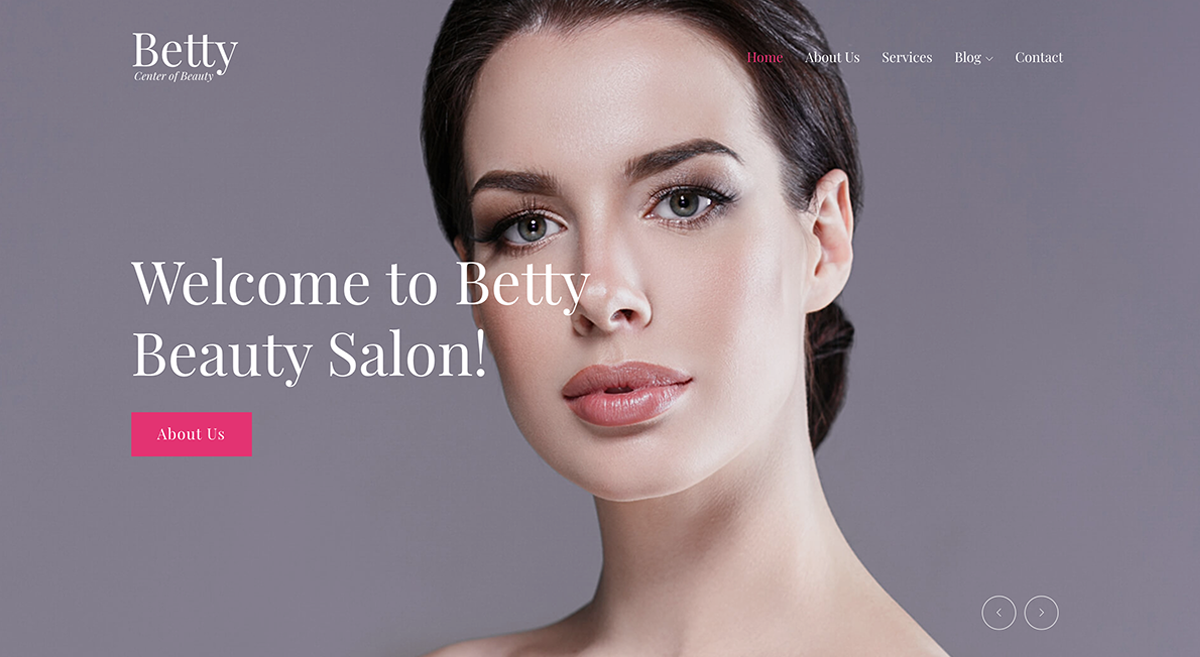 Betty
Center of Beauty
Home About Us Services Blog Contact
Welcome to Betty
Beauty Salon!
About Us